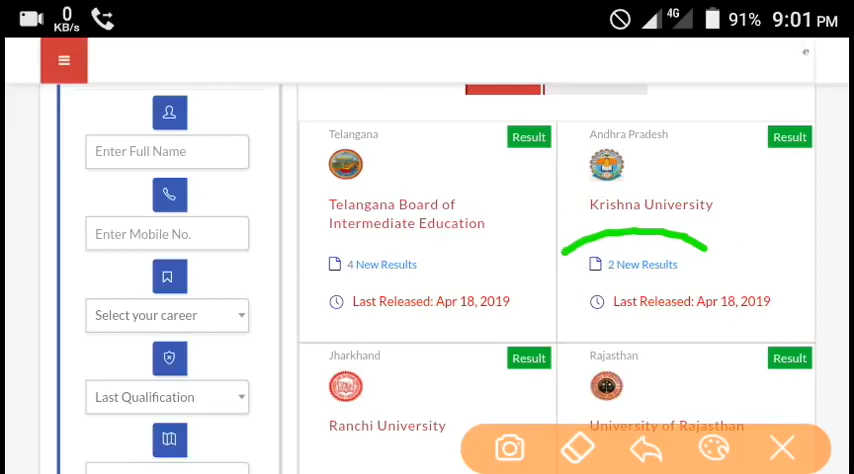 0
KB/s
4G
91% 9:01 PM
Enter Full Name
Enter Mobile No.
Select your career
Last Qualification
Telangana
Result
Telangana Board of
Intermediate Education
4 New Results
Last Released: Apr 18, 2019
Andhra Pradesh
Result
Krishna University
2 New Results
Last Released: Apr 18, 2019
Jharkhand
Result
Ranchi University
Rajasthan
Result
University of Rajasthan